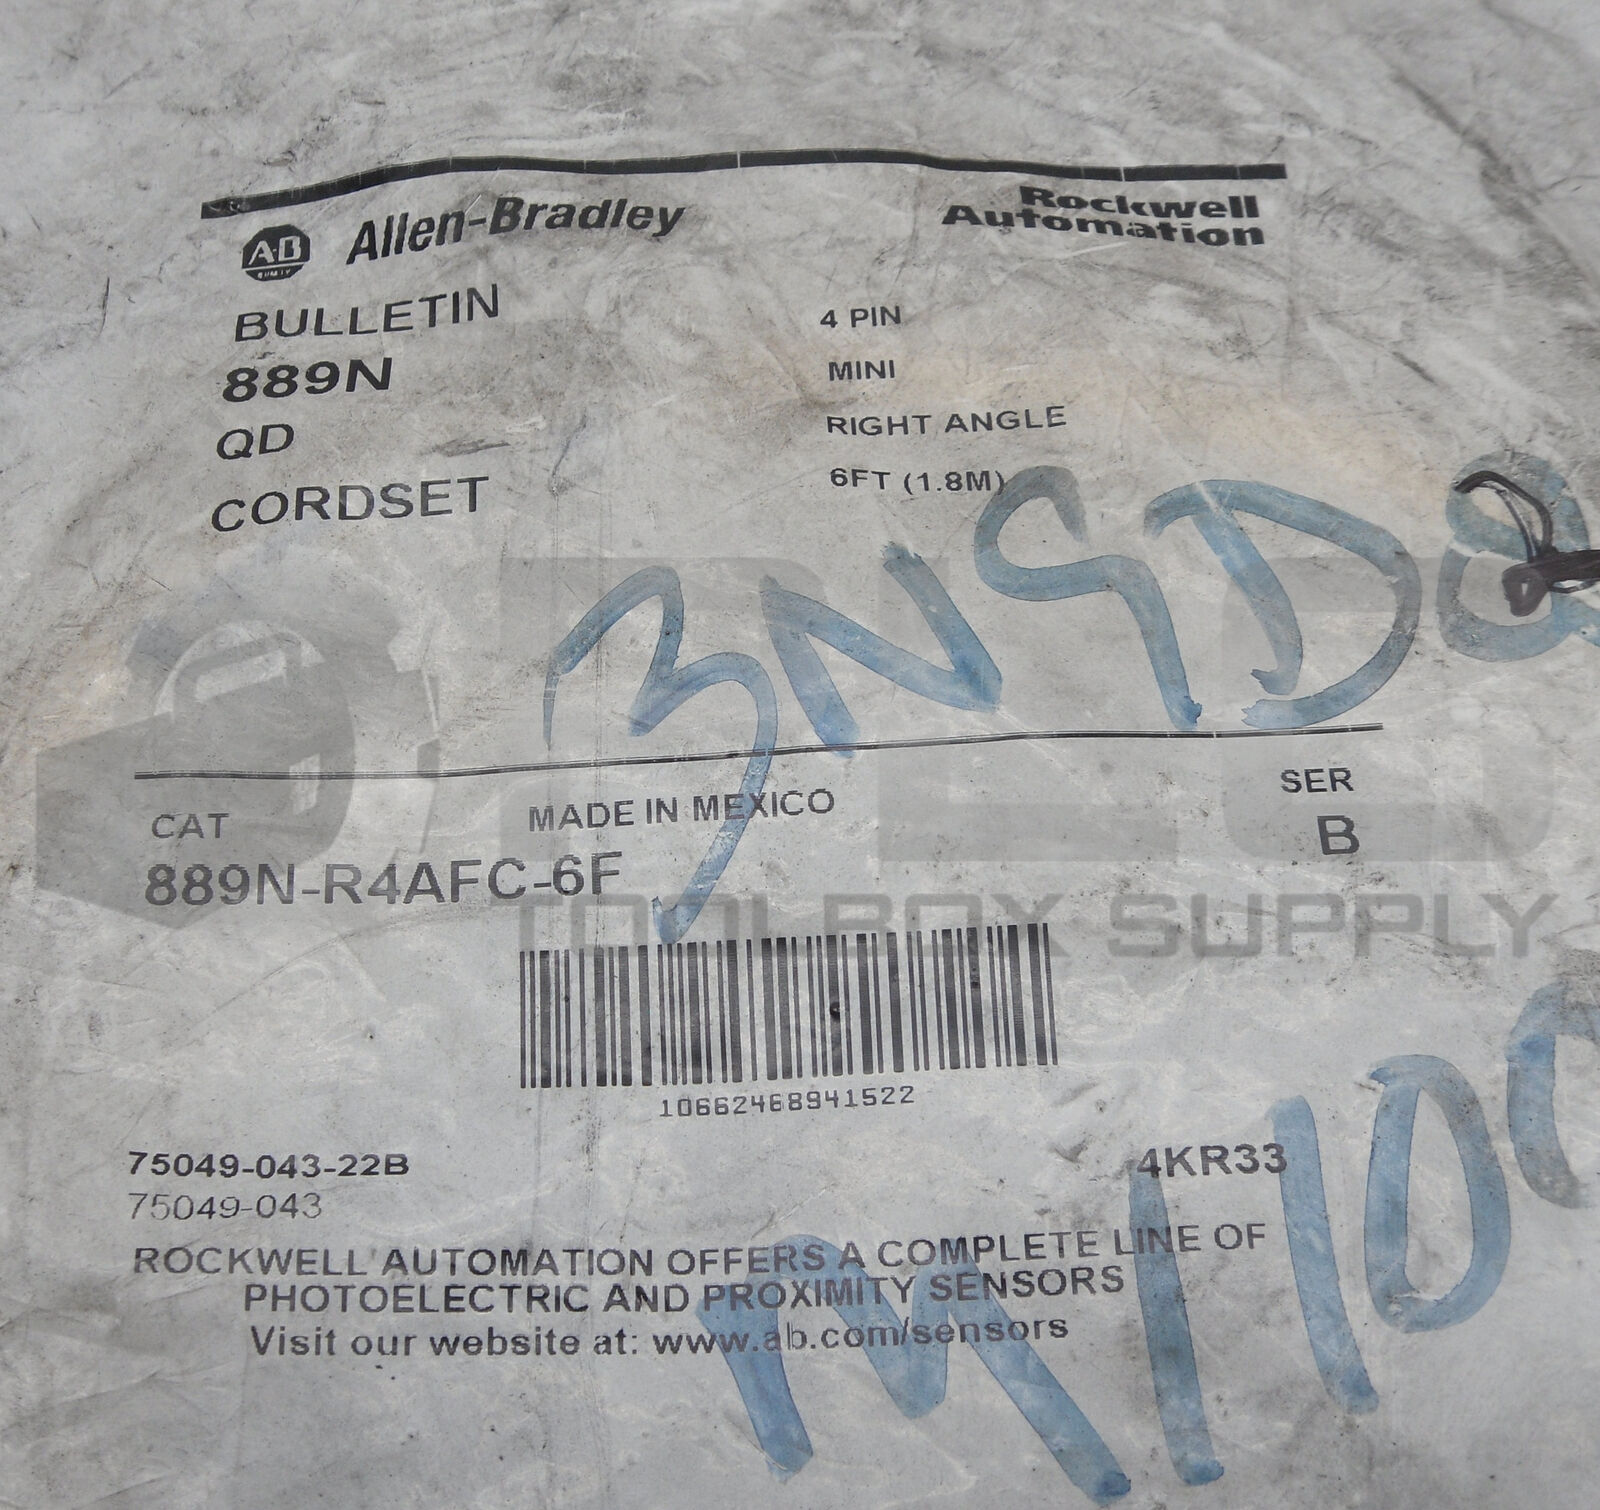 Allen-Bradley
Rockwell
Automation
BULLETIN
889N
QD
CORDSET
4 PIN
MINI
RIGHT ANGLE
6FT (1.8M)
CAT
MADE IN MEXICO
SER
889N-R4AFC-6F
B
TOOLBOX SUPPLY
10662468941522
75049-043-22B
4KR33
75049-043
ROCKWELL AUTOMATION OFFERS A COMPLETE LINE OF
PHOTOELECTRIC AND PROXIMITY SENSORS
Visit our website at: www.ab.com/sensors